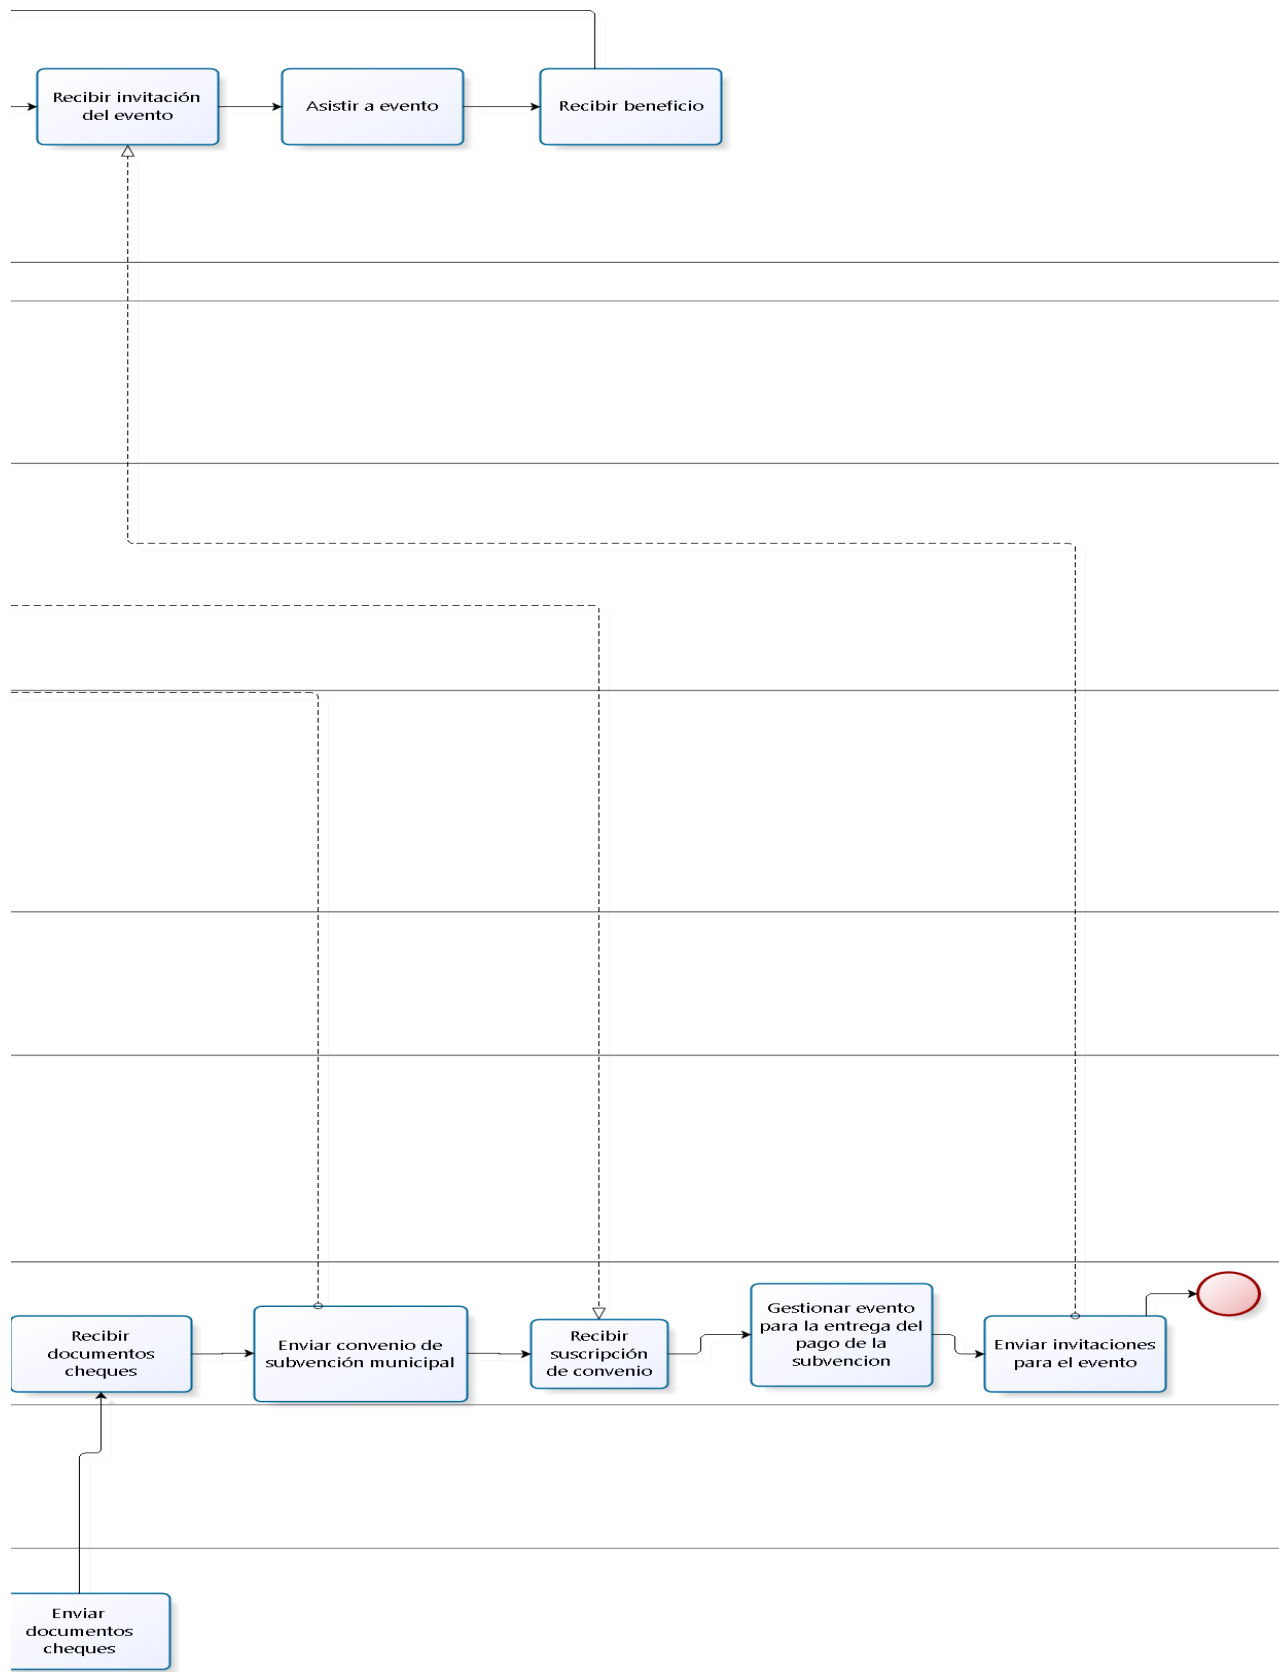 Recibir invitación
del evento
Asistir a evento
Recibir beneficio
Recibir
documentos
cheques
Enviar convenio de
subvención municipal
Recibir
suscripción
de convenio
Gestionar evento
para la entrega del
pago de la
subvencion
Enviar invitaciones
para el evento
Enviar
documentos
cheques